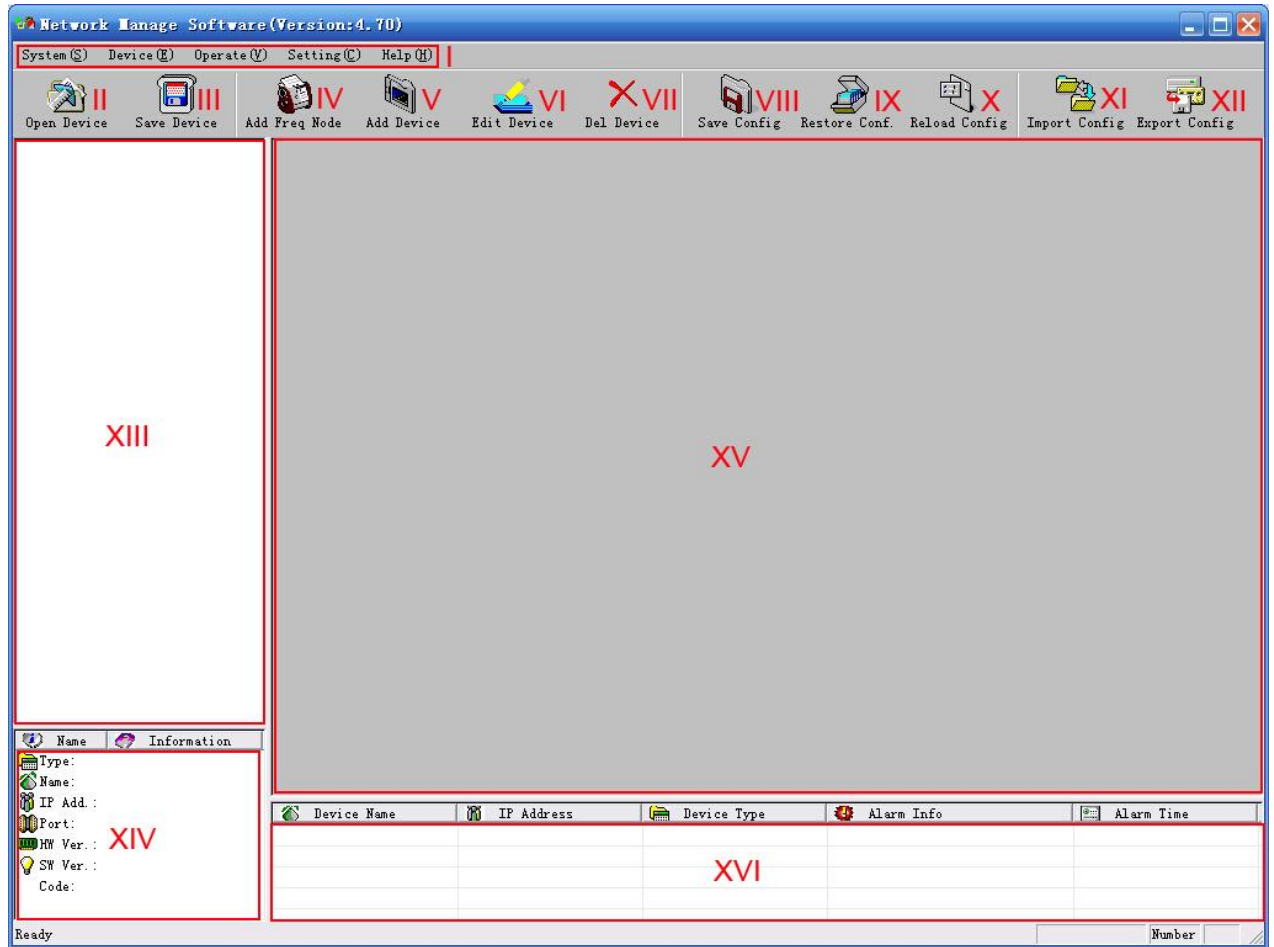 Network Manage Software(Version:4.70)
System(S) Device(E) Operate(V) Setting(C) Help(H) I
II III IV V VI VII VIII IX X XI XII
Open Device Save Device Add Freq Node Add Device Edit Device Del Device Save Config Restore Conf. Reload Config Import Config Export Config
XIII
XV
Name Information
Type:
Name:
IP Add.:
Port:
HW Ver.:
SW Ver.:
Code:
XIV
Device Name IP Address Device Type Alarm Info Alarm Time
XVI
Ready Number